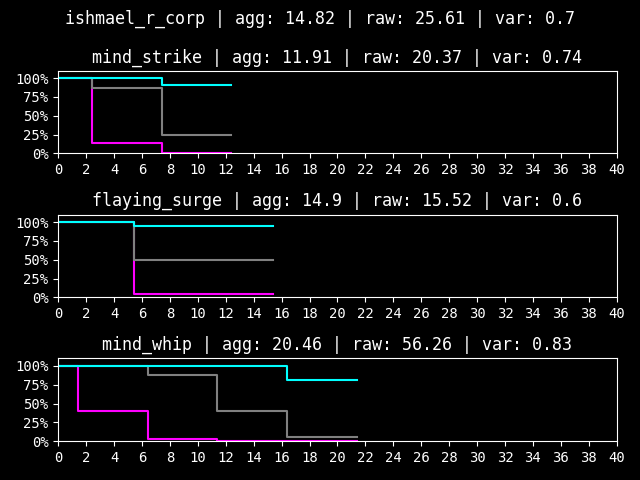 ishmael_r_corp | agg: 14.82 | raw: 25.61 | var: 0.7
mind_strike | agg: 11.91 | raw: 20.37 | var: 0.74
100%
75%
50%
25%
0%
0 2 4 6 8 10 12 14 16 18 20 22 24 26 28 30 32 34 36 38 40
flaying_surge | agg: 14.9 | raw: 15.52 | var: 0.6
100%
75%
50%
25%
0%
0 2 4 6 8 10 12 14 16 18 20 22 24 26 28 30 32 34 36 38 40
mind_whip | agg: 20.46 | raw: 56.26 | var: 0.83
100%
75%
50%
25%
0%
0 2 4 6 8 10 12 14 16 18 20 22 24 26 28 30 32 34 36 38 40